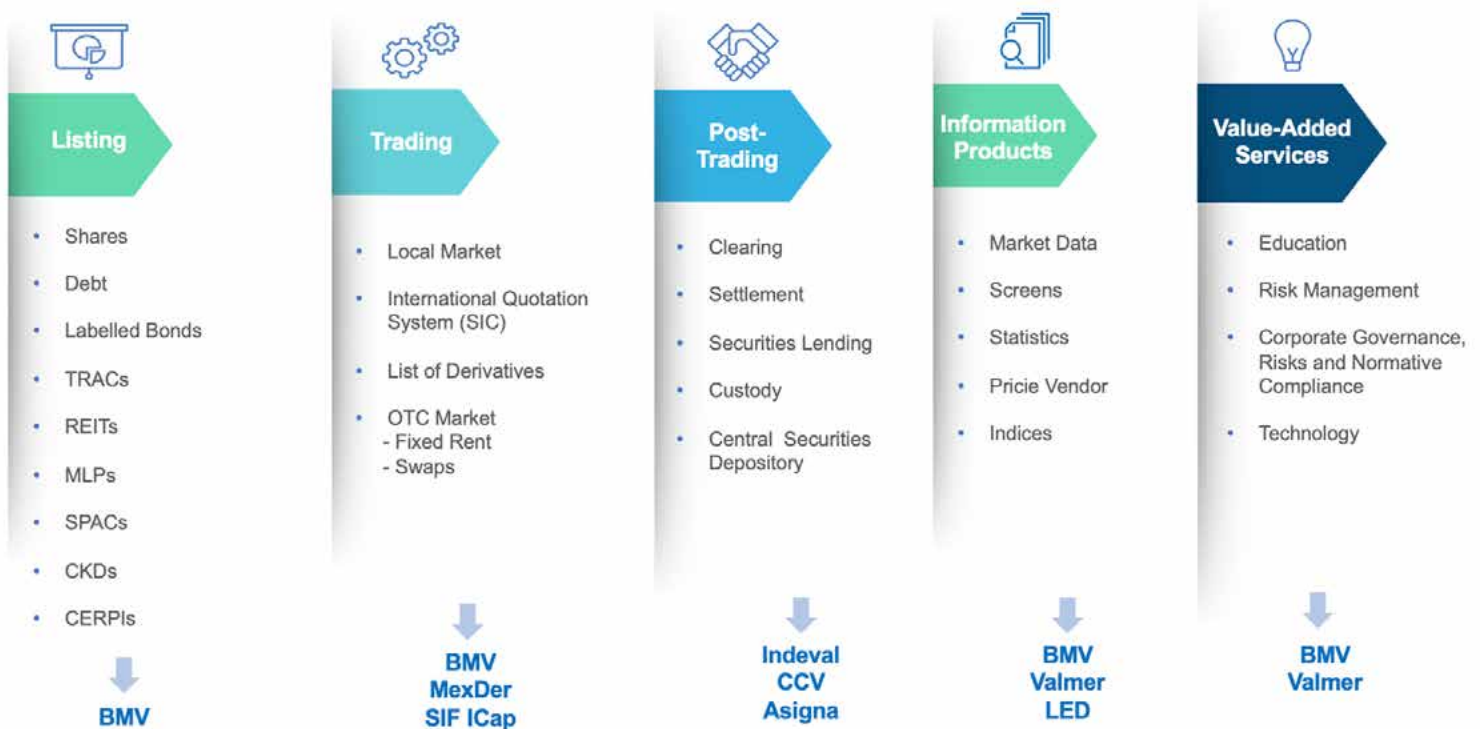 Listing
Shares
Debt
Labelled Bonds
TRACs
REITs
MLPs
SPACs
CKDs
CERPIs
BMV
Trading
Local Market
International Quotation
System (SIC)
List of Derivatives
OTC Market
- Fixed Rent
- Swaps
BMV
MexDer
SIF ICap
Post-
Trading
Clearing
Settlement
Securities Lending
Custody
Central Securities
Depository
Indeval
CCV
Asigna
Information
Products
Market Data
Screens
Statistics
Pricie Vendor
Indices
BMV
Valmer
LED
Value-Added
Services
Education
Risk Management
Corporate Governance,
Risks and Normative
Compliance
Technology
BMV
Valmer